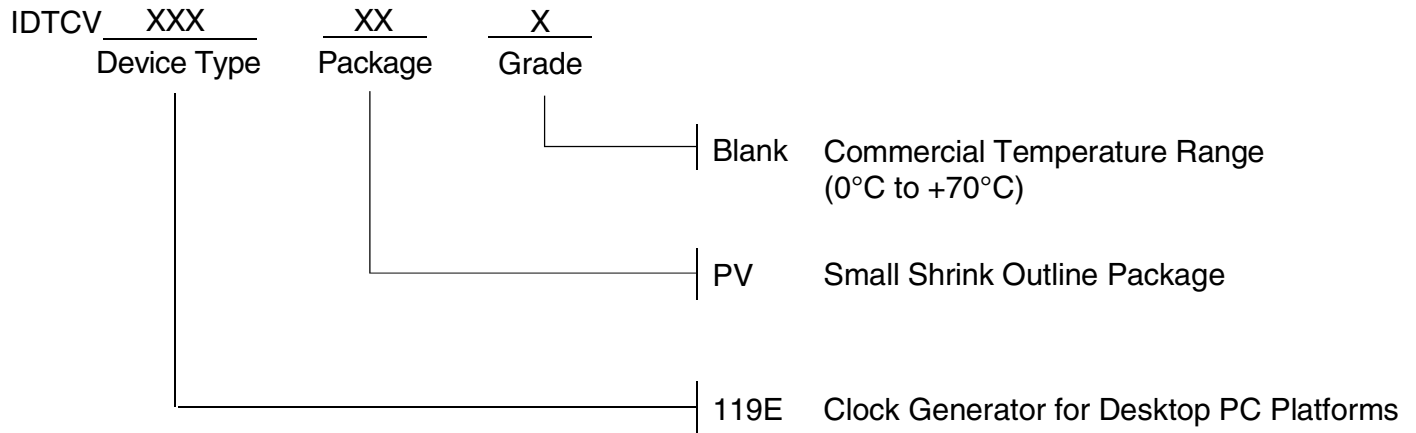 IDTCV XXX XX X
Device Type Package Grade
Blank Commercial Temperature Range
(0°C to +70°C)
PV Small Shrink Outline Package
119E Clock Generator for Desktop PC Platforms